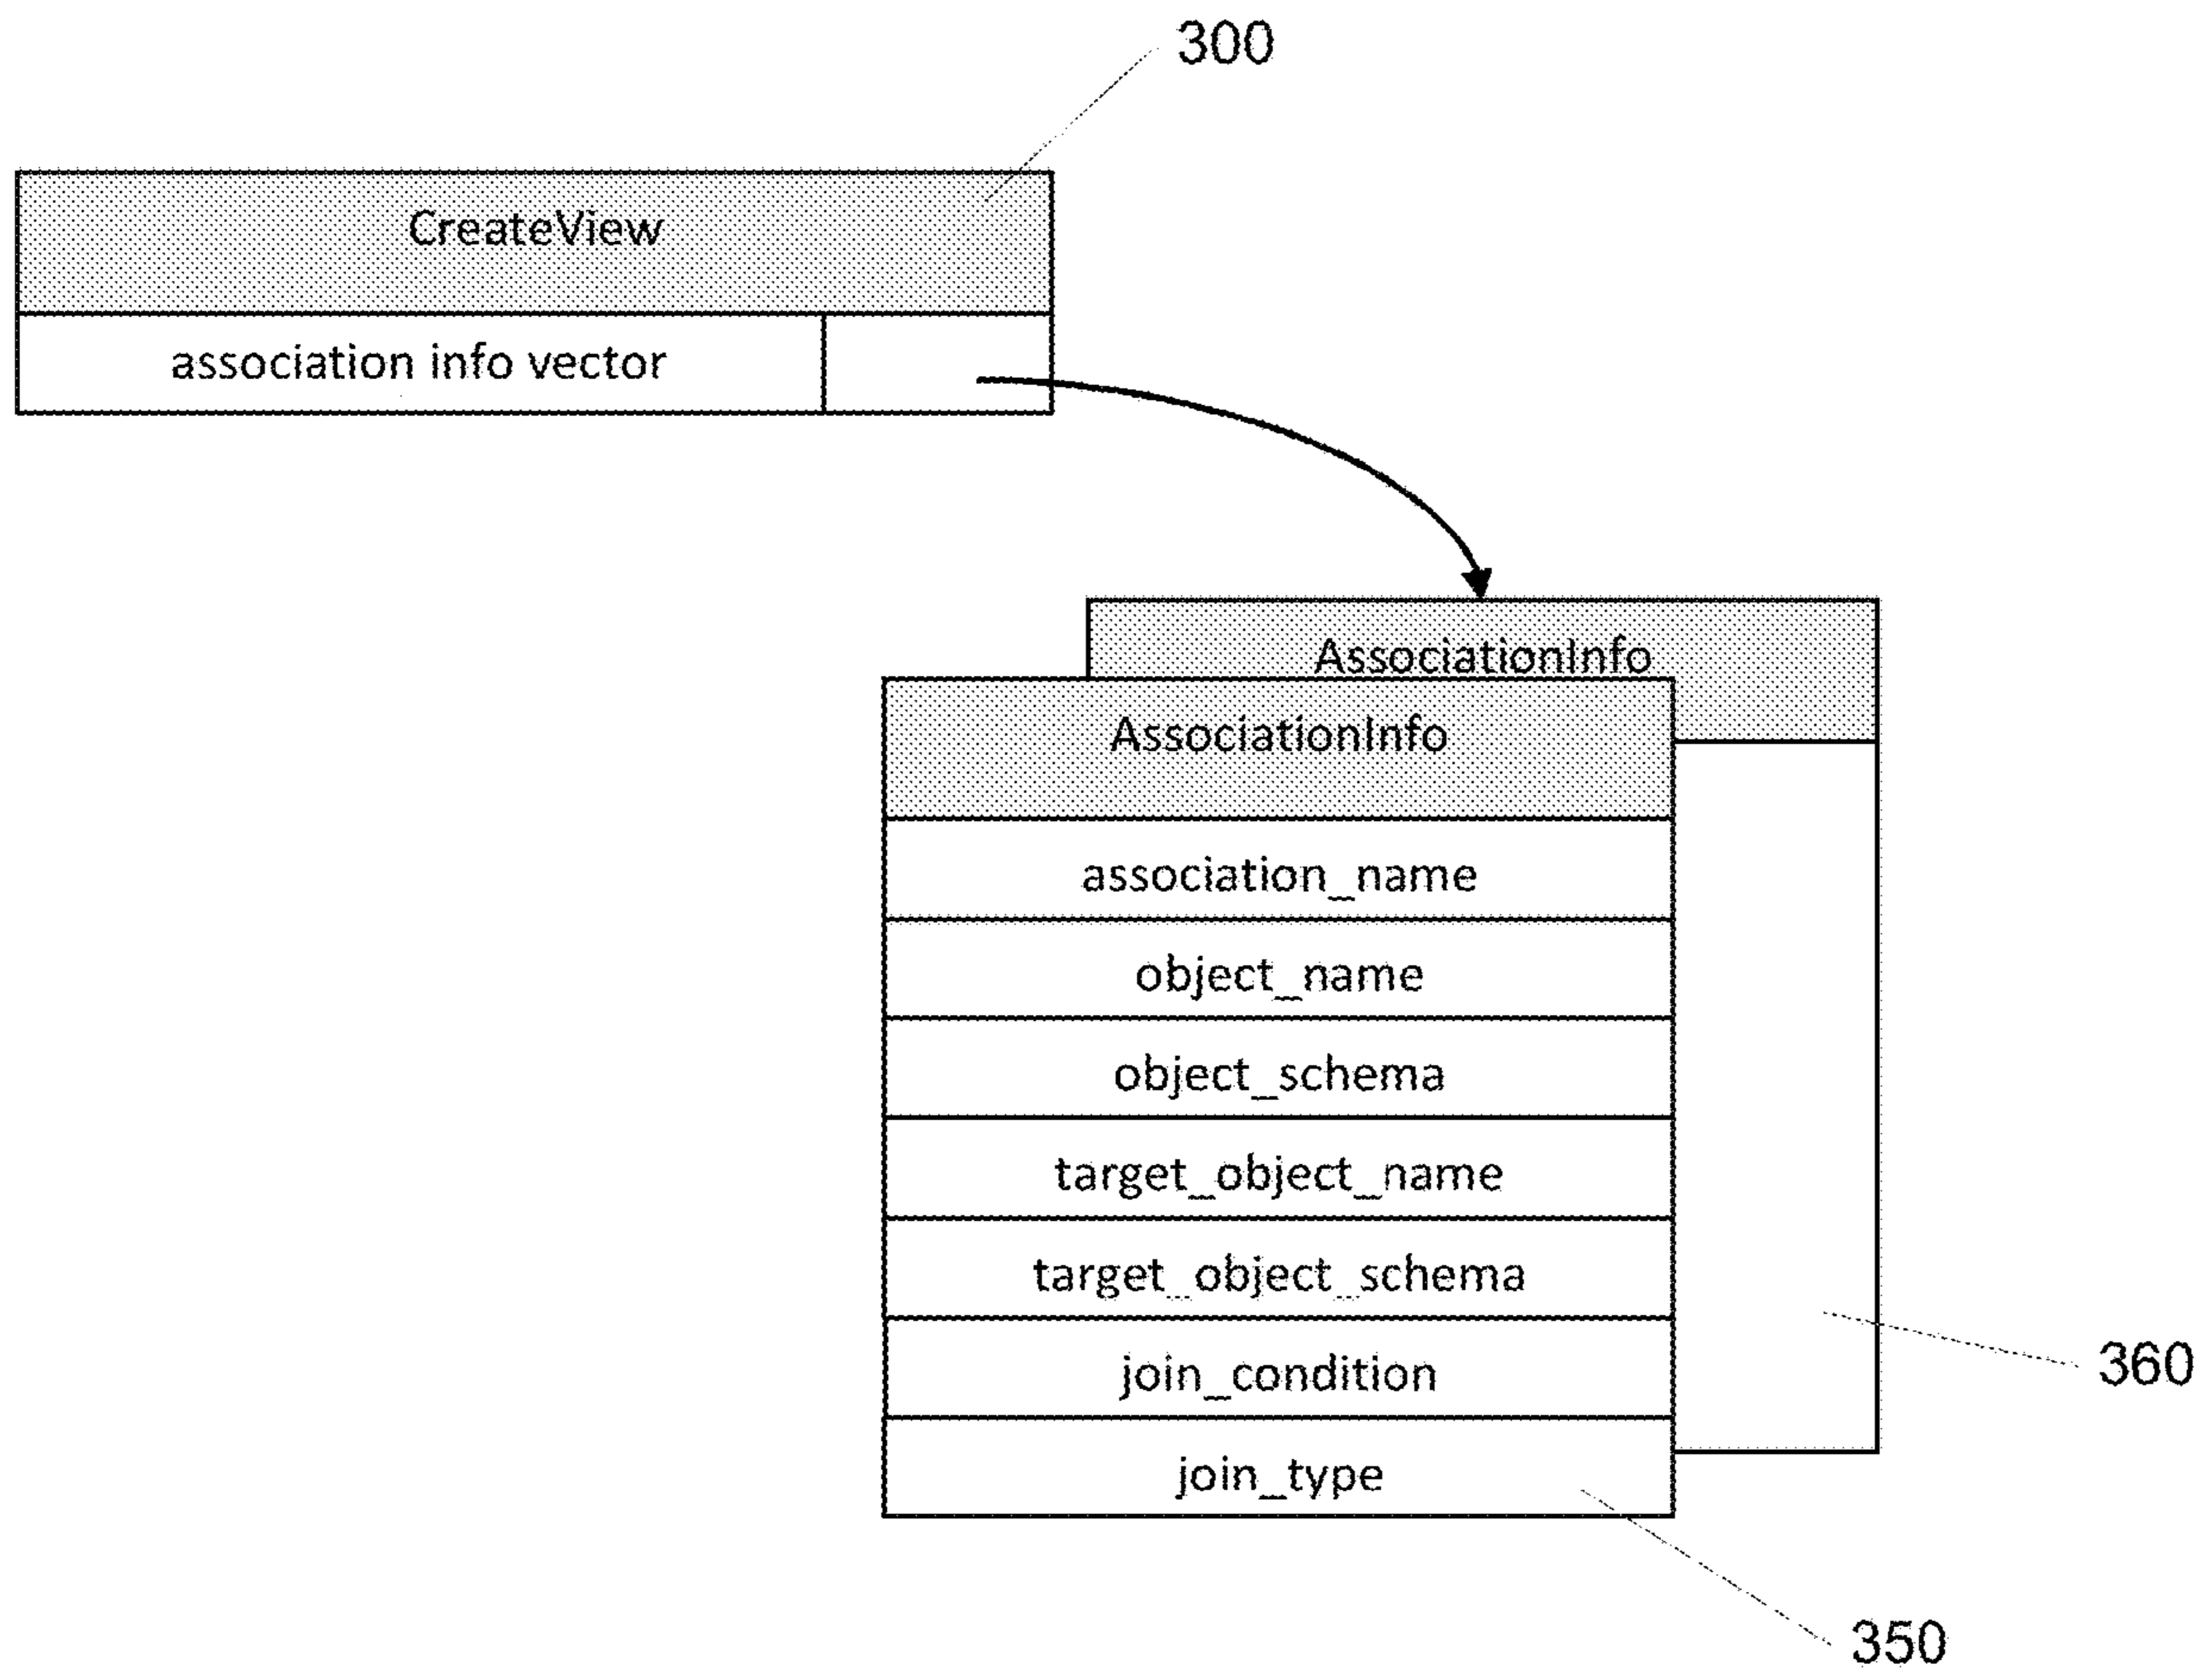 300
CreateView
association info vector
AssociationInfo
AssociationInfo
association_name
object_name
object_schema
target_object_name
target_object_schema
join_condition
360
join_type
350